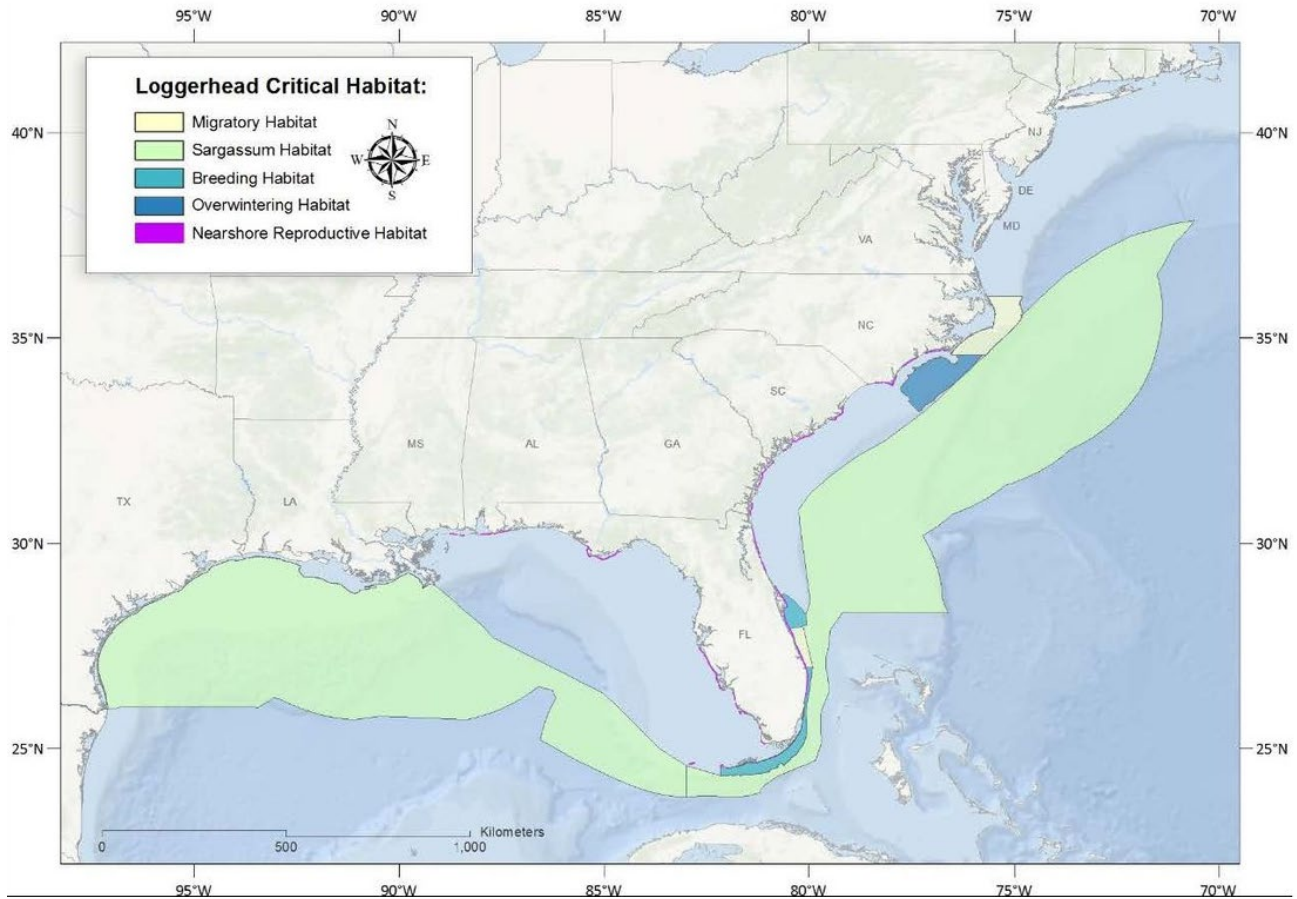 95°W 90°W 85°W 80°W 75°W 70°W
Loggerhead Critical Habitat:
Migratory Habitat
Sargassum Habitat
Breeding Habitat
Overwintering Habitat
Nearshore Reproductive Habitat
N
W E
S
40°N 40°N
NJ
DE
MD
VA
35°N 35°N
NC
SC
MS AL GA
TX LA
30°N 30°N
FL
25°N 25°N
Kilometers
0 500 1,000
95°W 90°W 85°W 80°W 75°W 70°W